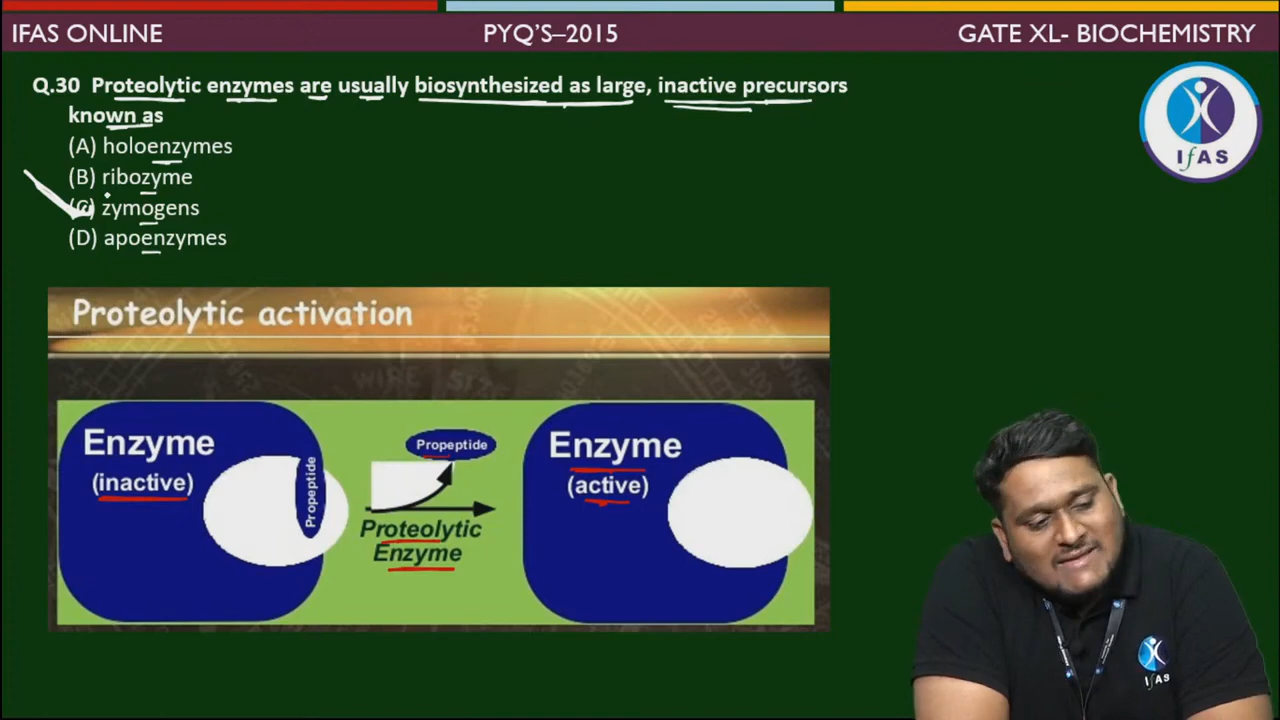 IFAS ONLINE
PYQ'S–2015
GATE XL- BIOCHEMISTRY
Q.30 Proteolytic enzymes are usually biosynthesized as large, inactive precursors
known as
(A) holoenzymes
(B) ribozyme
(C) zymogens
(D) apoenzymes
IfAS
Proteolytic activation
Enzyme
(inactive)
Propeptide
Propeptide
Proteolytic
Enzyme
Enzyme
(active)
IfAS